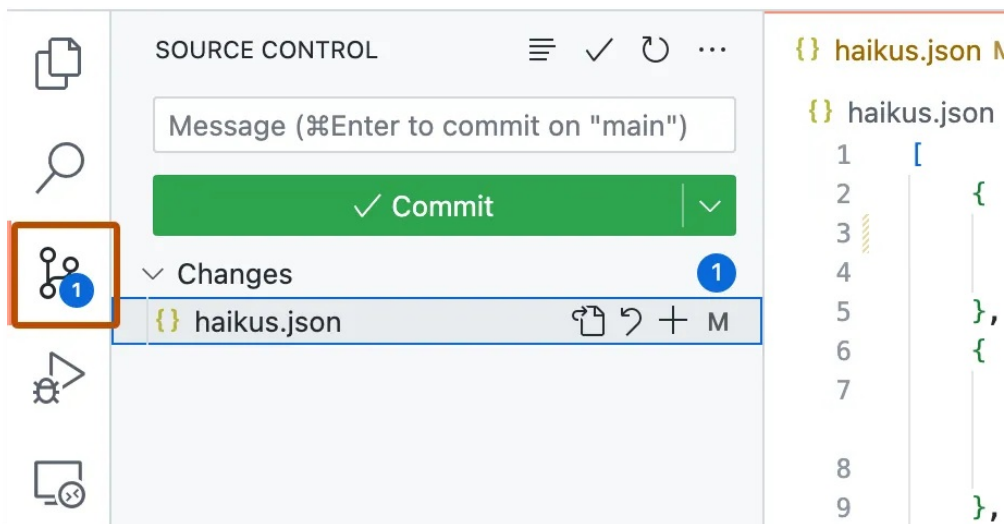 SOURCE CONTROL
Message (⌘Enter to commit on "main")
Commit
Changes 1
{} haikus.json M
1
{} haikus.json
{} haikus.json
1 [
2 {
3
4
5 },
6 {
7
8
9 },